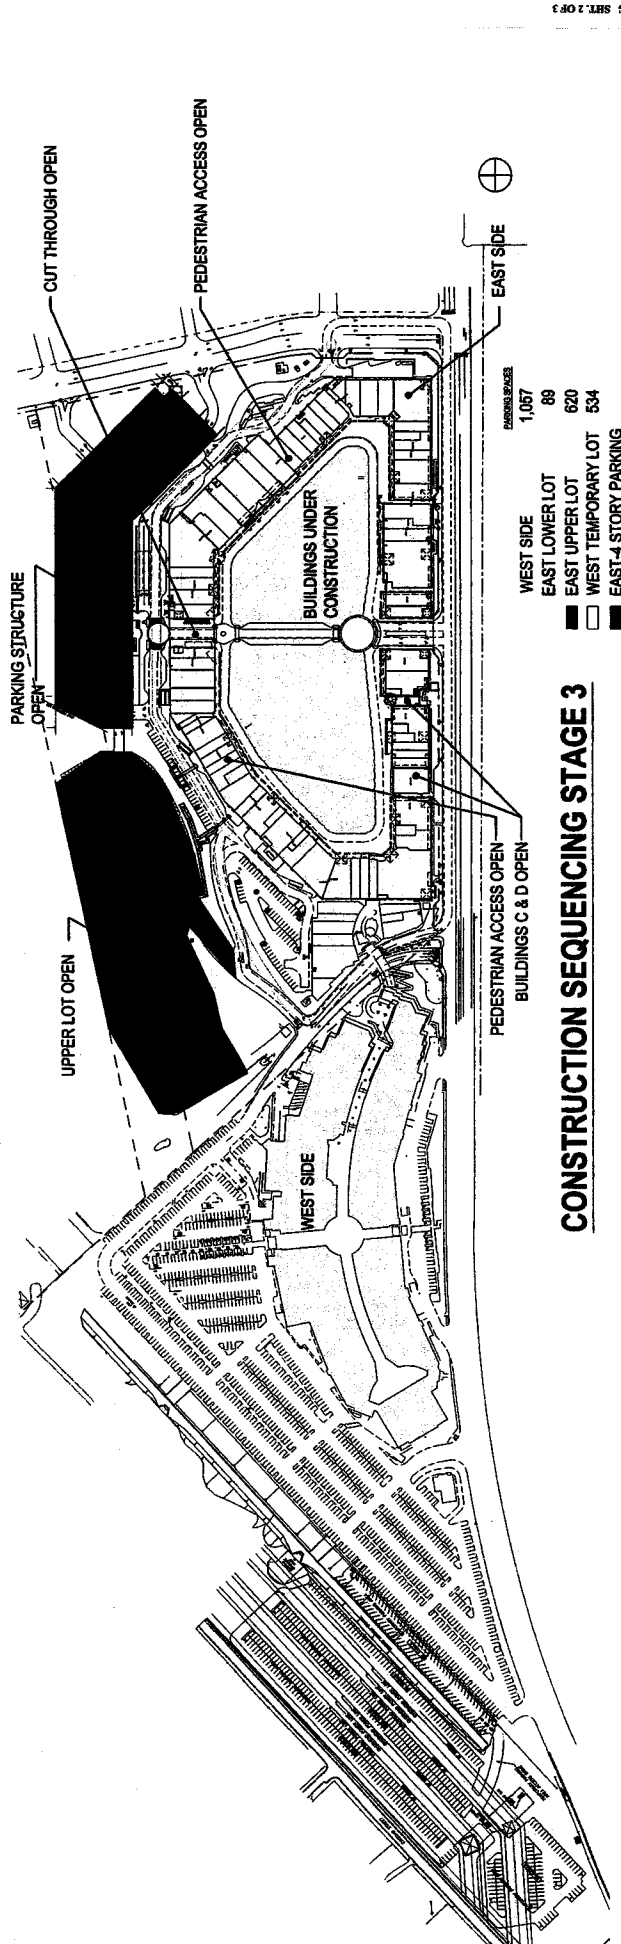 SHT. 2 OF 3
CUT THROUGH OPEN
PEDESTRIAN ACCESS OPEN
PARKING STRUCTURE
OPEN
UPPER LOT OPEN
BUILDINGS UNDER
CONSTRUCTION
EAST SIDE
WEST SIDE
PEDESTRIAN ACCESS OPEN
BUILDINGS C & D OPEN
PARKING SPACES
WEST SIDE 1,057
EAST LOWER LOT 89
EAST UPPER LOT 620
WEST TEMPORARY LOT 534
EAST-4 STORY PARKING
CONSTRUCTION SEQUENCING STAGE 3